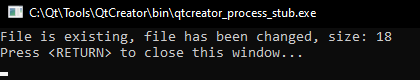 C:\Qt\Tools\QtCreator\bin\qtcreator_process_stub.exe
File is existing, file has been changed, size: 18
Press <RETURN> to close this window...